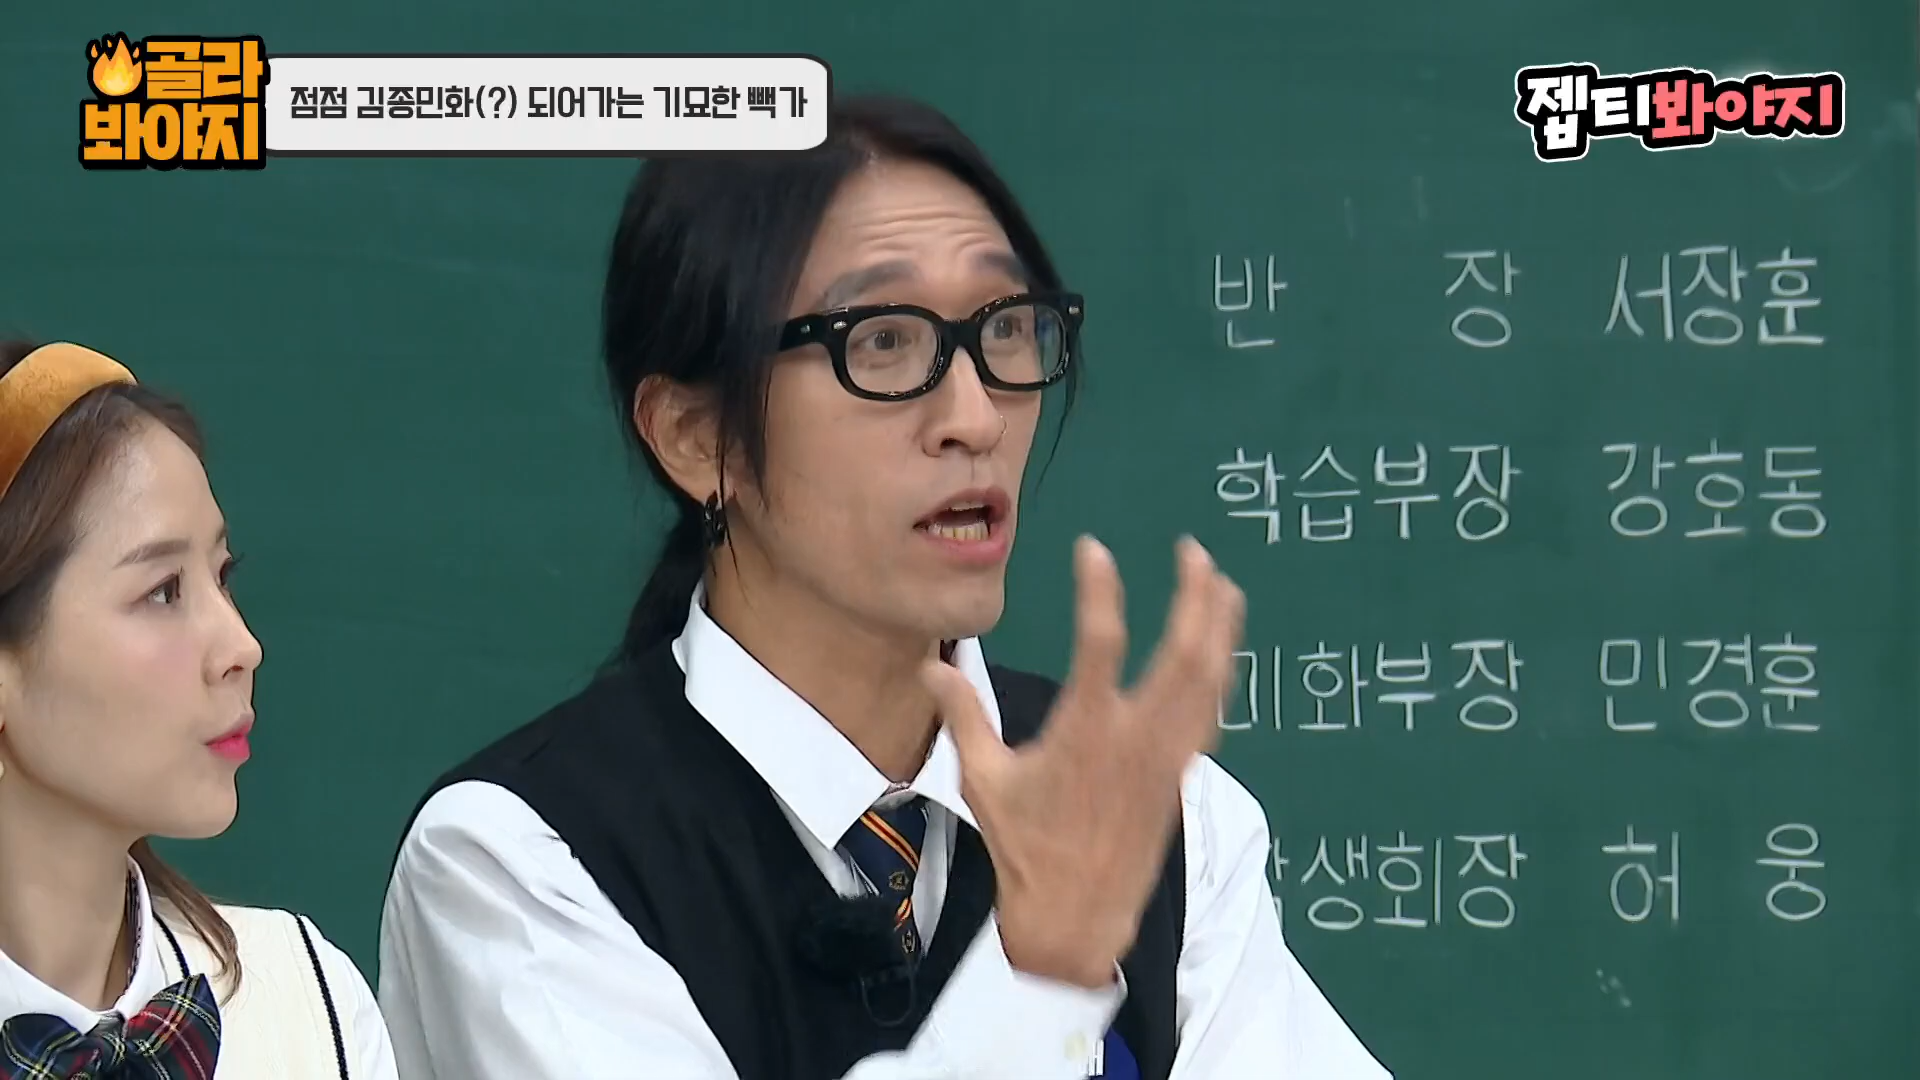 골라
봐야지
점점 김종민화(?) 되어가는 기묘한 빽가
젭티봐야지
반 장 서장훈
학습부장 강호동
미화부장 민경훈
생회장 허 웅